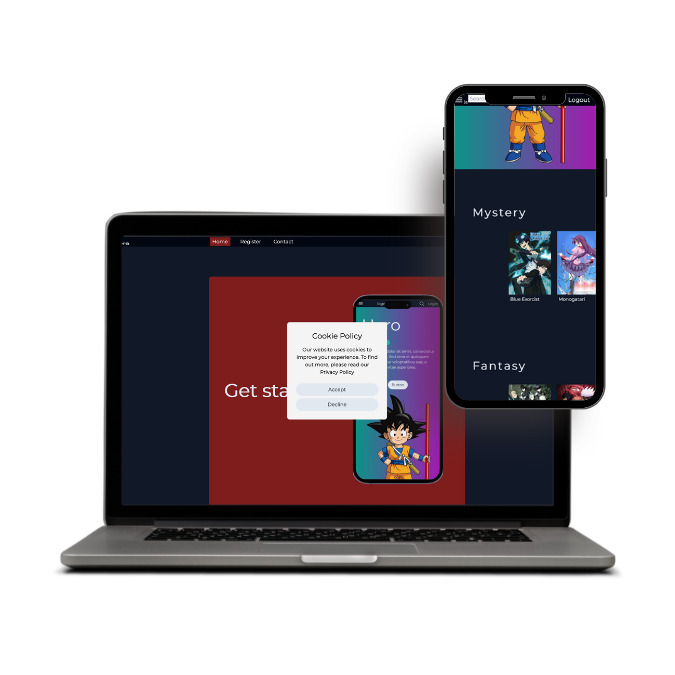 Logout
Mystery
Blue Exorcist
Monogatari
Fantasy
Home
Register
Contact
Get sta
Cookie Policy
Our website uses cookies to
improve your experience. To find
out more, please read our
Privacy Policy
Accept
Decline